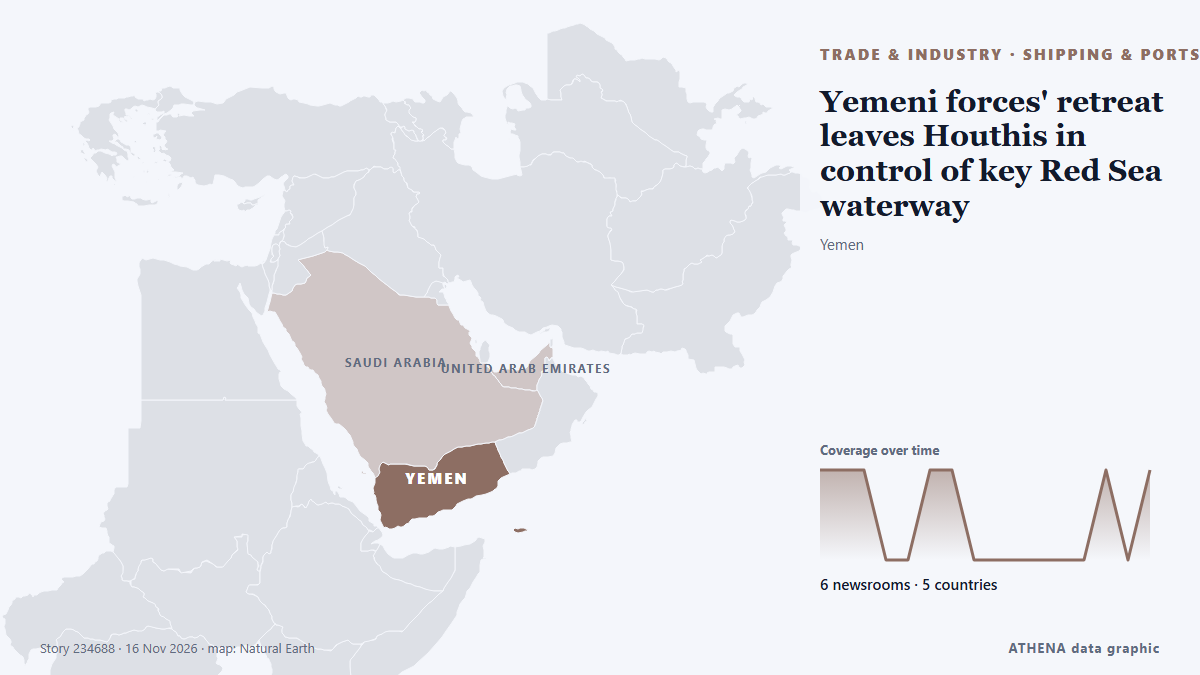 TRADE & INDUSTRY · SHIPPING & PORTS
Yemeni forces' retreat
leaves Houthis in
control of key Red Sea
waterway
Yemen
SAUDI ARABIA
UNITED ARAB EMIRATES
YEMEN
Coverage over time
6 newsrooms · 5 countries
Story 234688 · 16 Nov 2026 · map: Natural Earth
ATHENA data graphic